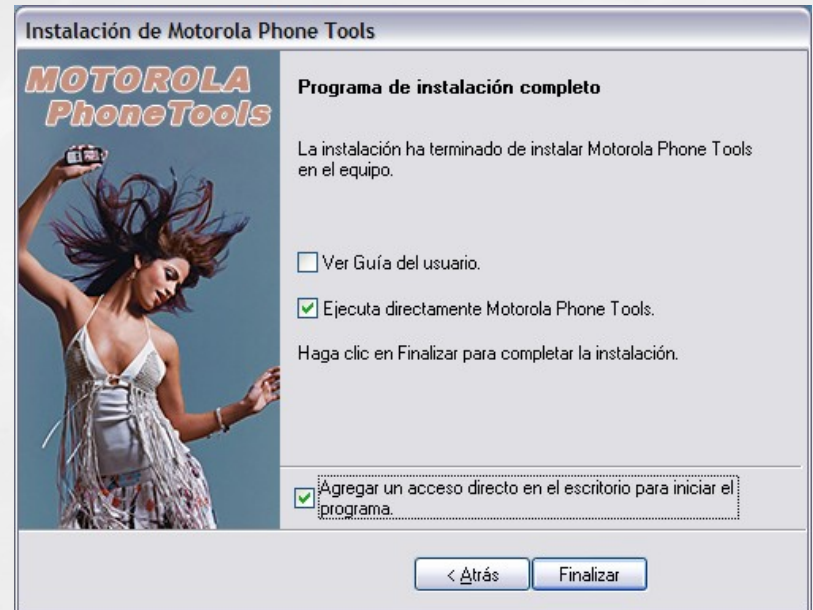 Instalación de Motorola Phone Tools
MOTOROLA
PhoneTools
Programa de instalación completo
La instalación ha terminado de instalar Motorola Phone Tools
en el equipo.
Ver Guía del usuario.
Ejecuta directamente Motorola Phone Tools.
Haga clic en Finalizar para completar la instalación.
Agregar un acceso directo en el escritorio para iniciar el
programa.
< Atrás
Finalizar